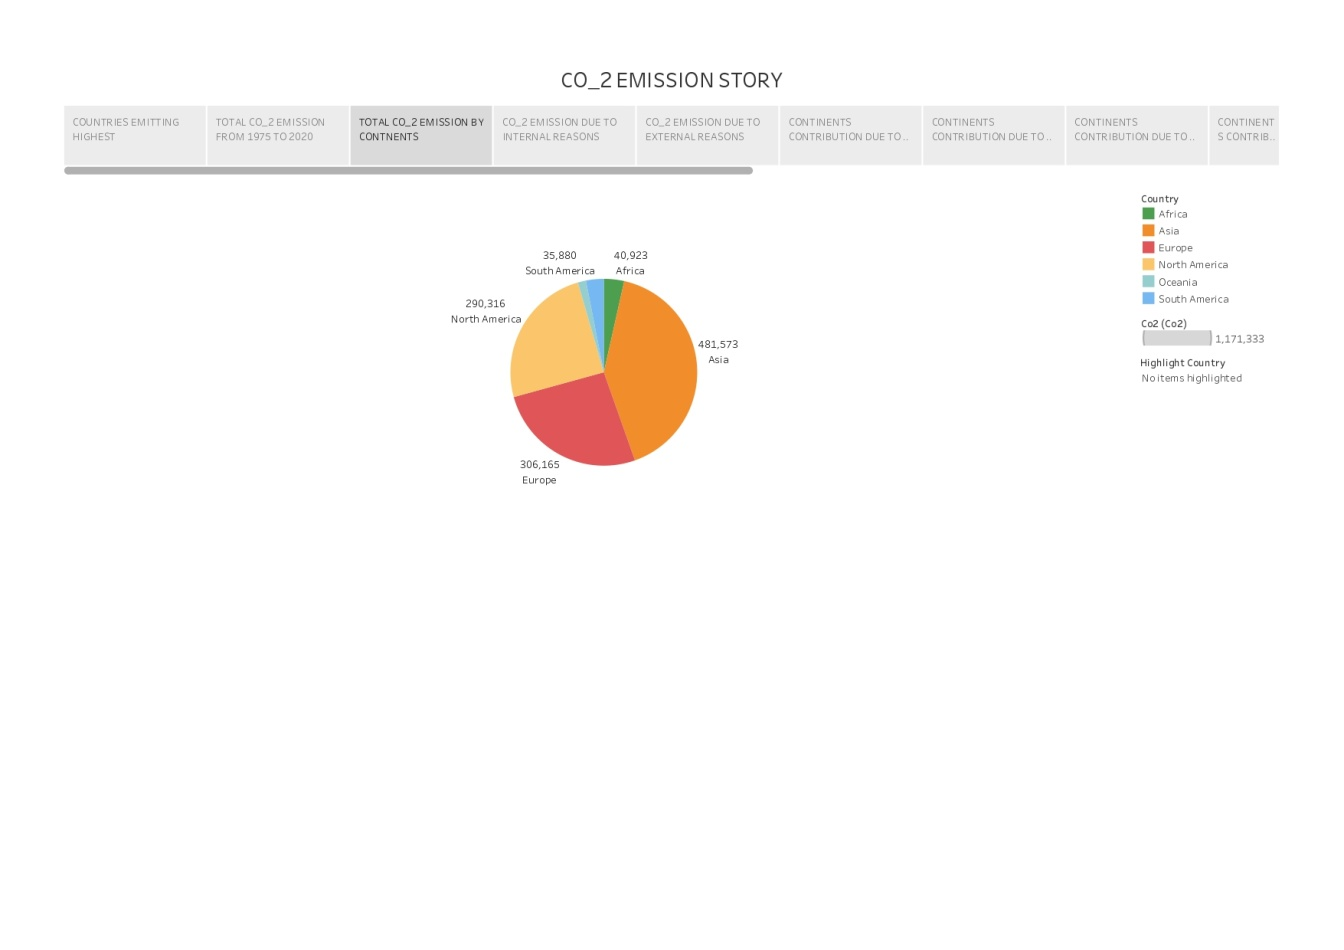 CO_2 EMISSION STORY
COUNTRIES EMITTING
HIGHEST
TOTAL CO_2 EMISSION
FROM 1975 TO 2020
TOTAL CO_2 EMISSION BY
CONTNENTS
CO_2 EMISSION DUE TO
INTERNAL REASONS
CO_2 EMISSION DUE TO
EXTERNAL REASONS
CONTINENTS
CONTRIBUTION DUE TO..
CONTINENTS
CONTRIBUTION DUE TO..
CONTINENTS
CONTRIBUTION DUE TO..
CONTINENT
S CONTRIB..
35,880
South America
40,923
Africa
290,316
North America
481,573
Asia
306,165
Europe
Country
Africa
Asia
Europe
North America
Oceania
South America
Co2 (Co2)
1,171,333
Highlight Country
No items highlighted